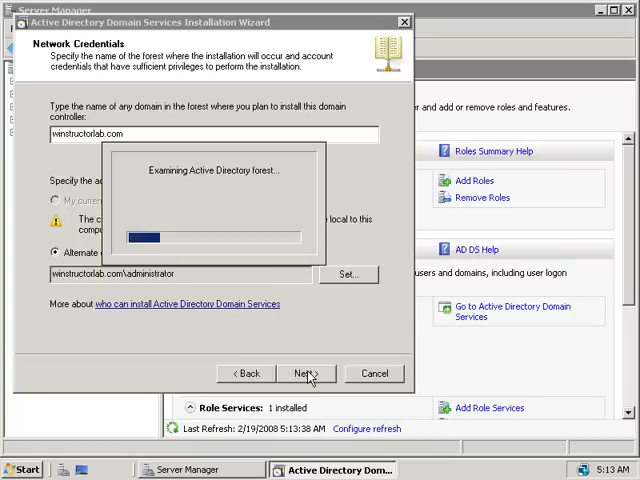 Server Manager
Active Directory Domain Services Installation Wizard
Network Credentials
Specify the name of the forest where the installation will occur and account
credentials that have sufficient privileges to perform the installation.
Type the name of any domain in the forest where you plan to install this domain
controller:
winstructorlab.com
er and add or remove roles and features.
Roles Summary Help
Add Roles
Remove Roles
Examining Active Directory forest...
Specify the a
My curren
The c
local to this
compu
Alternate
winstructorlab.com\administrator
Set...
AD DS Help
users and domains, including user logon
More about who can install Active Directory Domain Services
Go to Active Directory Domain
Services
< Back
Next >
Cancel
Role Services: 1 installed
Add Role Services
Last Refresh: 2/19/2008 5:13:38 AM
Configure refresh
Start
Server Manager
Active Directory Dom...
5:13 AM